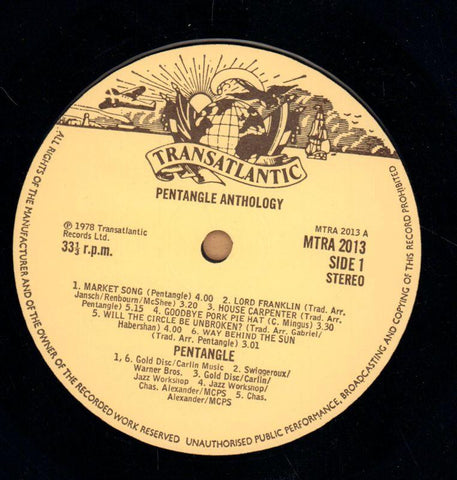 TRANSATLANTIC
PENTANGLE ANTHOLOGY
℗ 1978 Transatlantic
Records Ltd.
33⅓ r.p.m.
MTRA 2013 A
MTRA 2013
SIDE 1
STEREO
1. MARKET SONG (Pentangle) 4.00 2. LORD FRANKLIN (Trad. Arr.
Jansch/Renbourn/McShee) 3.20 3. HOUSE CARPENTER (Trad. Arr.
Pentangle) 5.15 4. GOODBYE PORK PIE HAT (C. Mingus) 3.30
5. WILL THE CIRCLE BE UNBROKEN? (Trad. Arr. Gabriel/
Habershan) 4.00 6. WAY BEHIND THE SUN
(Trad. Arr. Pentangle) 3.01
PENTANGLE
1, 6. Gold Disc/Carlin Music 2. Swiggeroux/
Warner Bros. 3. Gold Disc/Carlin/
Jazz Workshop 4. Jazz Workshop/
Chas. Alexander/MCPS 5. Chas.
Alexander/MCPS
ALL RIGHTS OF THE MANUFACTURER AND OF THE OWNER OF THE RECORDED WORK RESERVED UNAUTHORISED PUBLIC PERFORMANCE, BROADCASTING AND COPYING OF THIS RECORD PROHIBITED